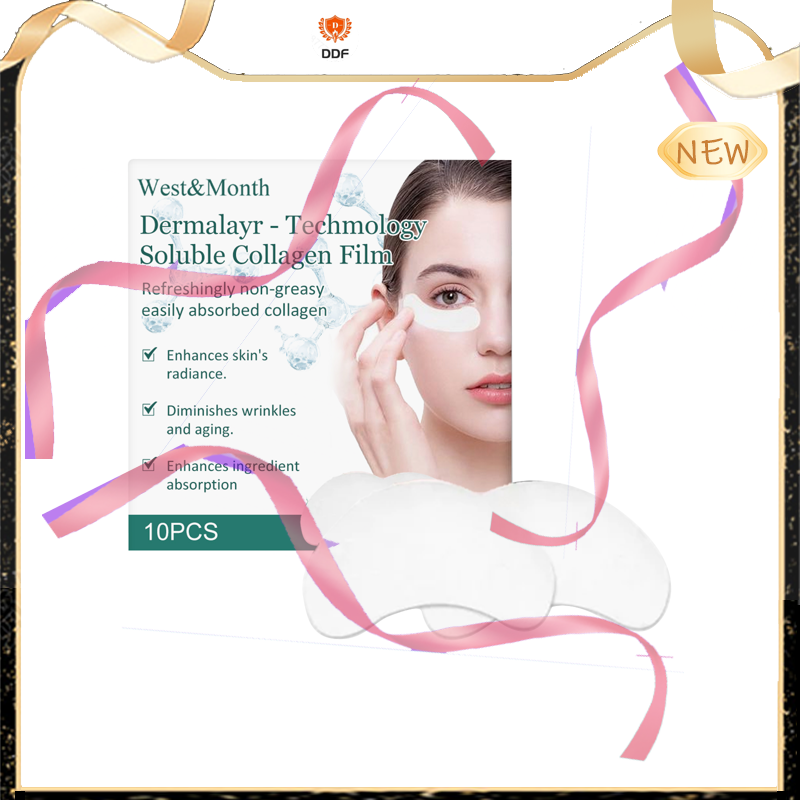 DDF
NEW
West&Month
Dermalayr - Technology
Soluble Collagen Film
Refreshingly non-greasy
easily absorbed collagen
Enhances skin's
radiance.
Diminishes wrinkles
and aging.
Enhances ingredient
absorption
10PCS